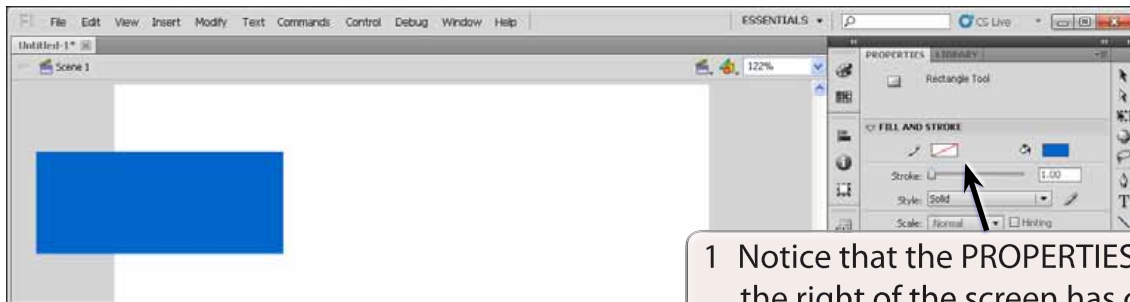 Fl File Edit View Insert Modify Text Commands Control Debug Window Help ESSENTIALS CS Live
Untitled-1*
Scene 1 122%
PROPERTIES LIBRARY
Rectangle Tool
FILL AND STROKE
Stroke: 1.00
Style: Solid
Scale: Normal Hinting
1 Notice that the PROPERTIES
the right of the screen has